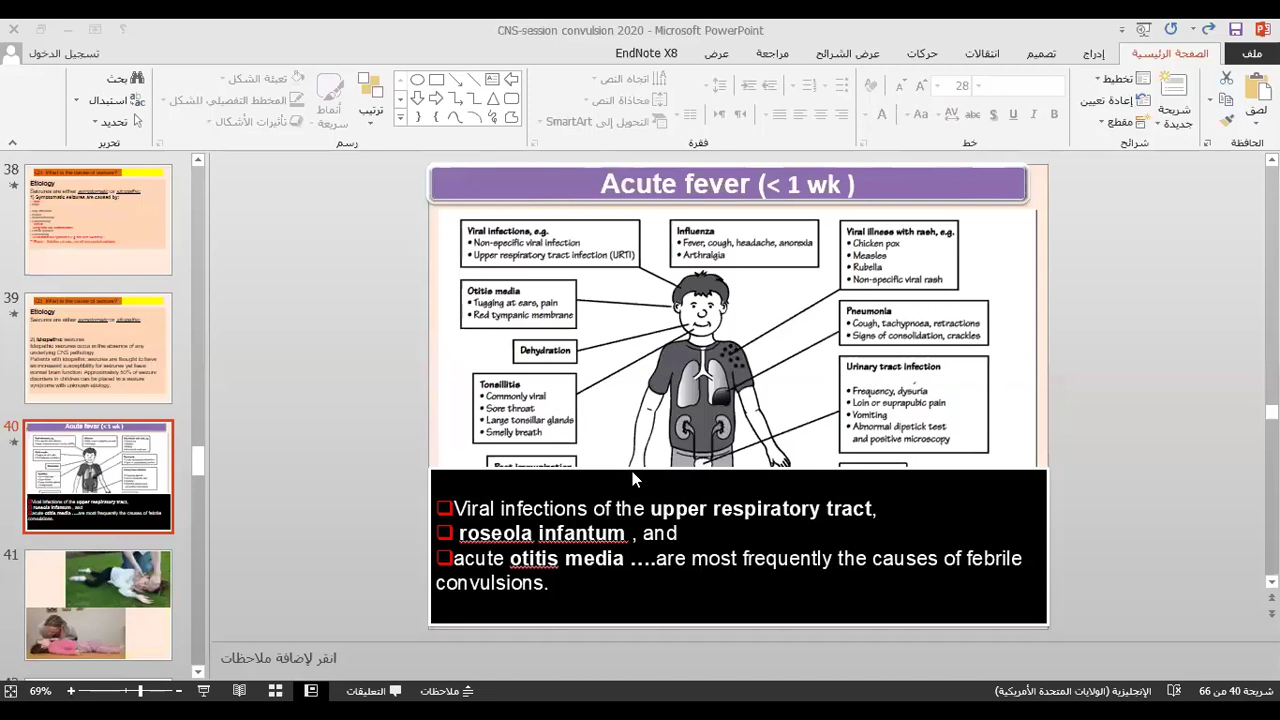 CNS-session convulsion 2020 - Microsoft PowerPoint
تسجيل الدخول
ملف
الصفحة الرئيسية
إدراج
تصميم
انتقالات
حركات
عرض الشرائح
مراجعة
عرض
EndNote X8
لصق
الحافظة
شريحة جديدة
تخطيط
إعادة تعيين
مقطع
شرائح
28
خط
اتجاه النص
محاذاة النص
التحويل إلى SmartArt
فقرة
ترتيب
أنماط سريعة
تعبئة الشكل
المخطط التفصيلي للشكل
تأثيرات الأشكال
رسم
بحث
استبدال
تحديد
تحرير
38
Etiology
39
Etiology
40
Acute fever (< 1 wk )
41
Acute fever (< 1 wk )
Viral infections, e.g.
• Non-specific viral infection
• Upper respiratory tract infection (URTI)
Influenza
• Fever, cough, headache, anorexia
• Arthralgia
Viral illness with rash, e.g.
• Chicken pox
• Measles
• Rubella
• Non-specific viral rash
Otitis media
• Tugging at ears, pain
• Red tympanic membrane
Pneumonia
• Cough, tachypnoea, retractions
• Signs of consolidation, crackles
Dehydration
Urinary tract infection
• Frequency, dysuria
• Loin or suprapubic pain
• Vomiting
• Abnormal dipstick test
and positive microscopy
Tonsillitis
• Commonly viral
• Sore throat
• Large tonsillar glands
• Smelly breath
Viral infections of the upper respiratory tract,
roseola infantum , and
acute otitis media ….are most frequently the causes of febrile
convulsions.
انقر لإضافة ملاحظات
شريحة 40 من 66
الإنجليزية (الولايات المتحدة الأمريكية)
ملاحظات
التعليقات
69%